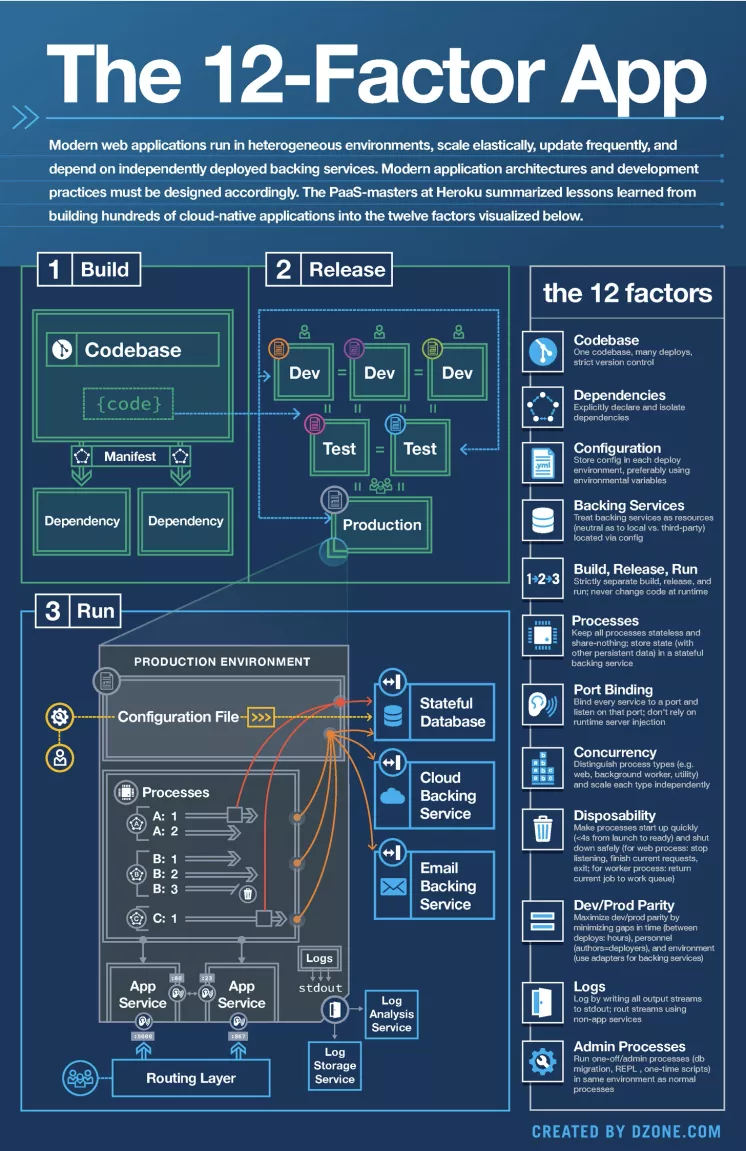 The 12-Factor App
Modern web applications run in heterogeneous environments, scale elastically, update frequently, and
depend on independently deployed backing services. Modern application architectures and development
practices must be designed accordingly. The PaaS-masters at Heroku summarized lessons learned from
building hundreds of cloud-native applications into the twelve factors visualized below.
1 Build
Codebase
{code}
Manifest
Dependency
Dependency
2 Release
Dev = Dev = Dev
Test = Test
Production
3 Run
PRODUCTION ENVIRONMENT
Configuration File
Stateful
Database
Cloud
Backing
Service
Email
Backing
Service
Processes
A
A: 1
A: 2
B
B: 1
B: 2
B: 3
C
C: 1
Logs
stdout
App
Service
App
Service
Log
Analysis
Service
Log
Storage
Service
:5000
Routing Layer
the 12 factors
Codebase
One codebase, many deploys,
strict version control
Dependencies
Explicitly declare and isolate
dependencies
.yml
Configuration
Store config in each deploy
environment, preferably using
environmental variables
Backing Services
Treat backing services as resources
(neutral as to local vs. third-party)
located via config
1→2→3
Build, Release, Run
Strictly separate build, release, and
run; never change code at runtime
Processes
Keep all processes stateless and
share-nothing; store state (with
other persistent data) in a stateful
backing service
Port Binding
Bind every service to a port and
listen on that port; don't rely on
runtime server injection
Concurrency
Distinguish process types (e.g.
web, background worker, utility)
and scale each type independently
Disposability
Make processes start up quickly
(<4s from launch to ready) and shut
down safely (for web process: stop
listening, finish current requests,
exit; for worker process: return
current job to work queue)
Dev/Prod Parity
Maximize dev/prod parity by
minimizing gaps in time (between
deploys: hours), personnel
(authors=deployers), and environment
(use adapters for backing services)
Logs
Log by writing all output streams
to stdout; rout streams using
non-app services
Admin Processes
Run one-off/admin processes (db
migration, REPL , one-time scripts)
in same environment as normal
processes
CREATED BY DZONE.COM